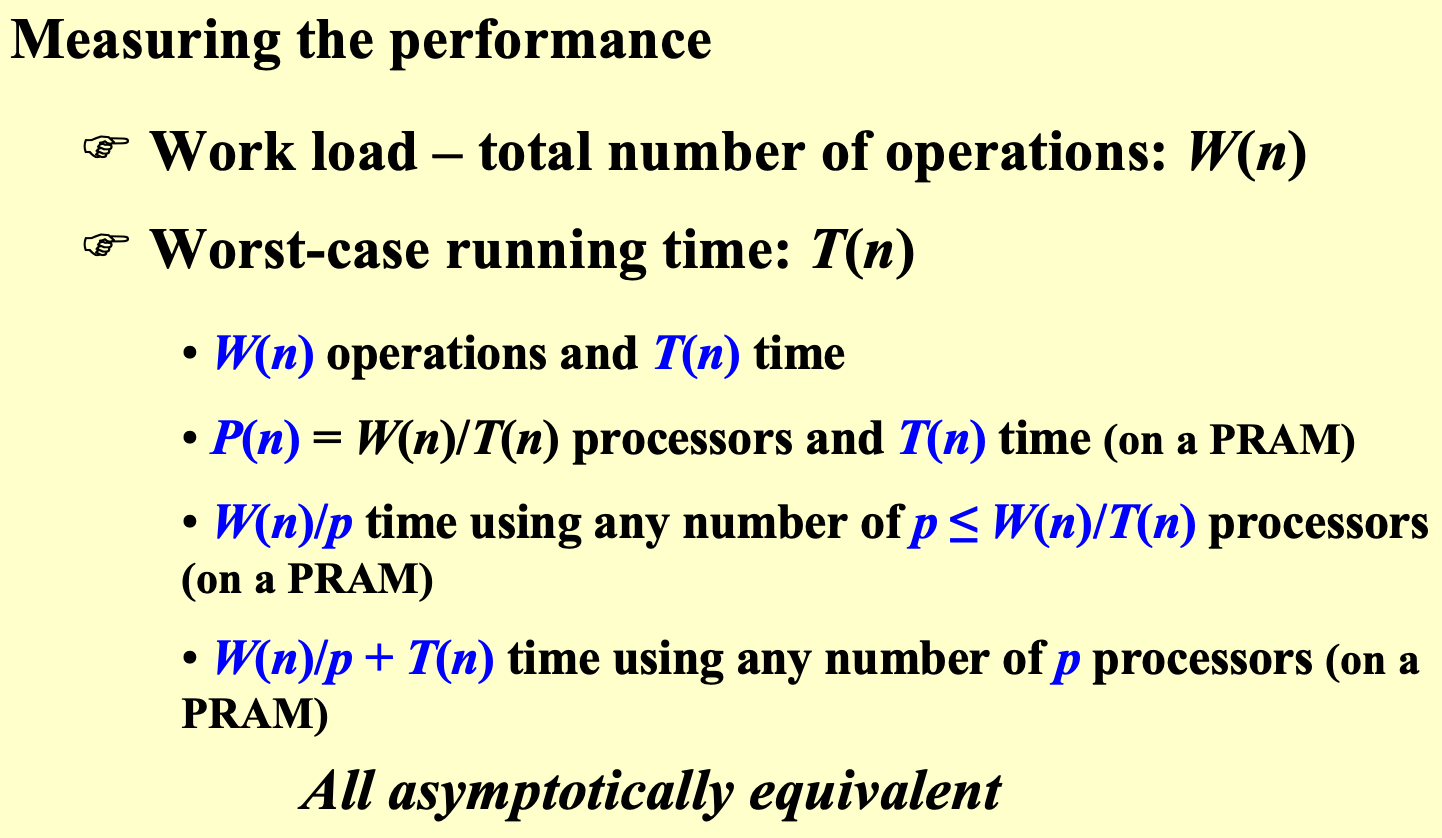 Measuring the performance
☞ Work load – total number of operations: W(n)
☞ Worst-case running time: T(n)
• W(n) operations and T(n) time
• P(n) = W(n)/T(n) processors and T(n) time (on a PRAM)
• W(n)/p time using any number of p ≤ W(n)/T(n) processors
(on a PRAM)
• W(n)/p + T(n) time using any number of p processors (on a
PRAM)
All asymptotically equivalent